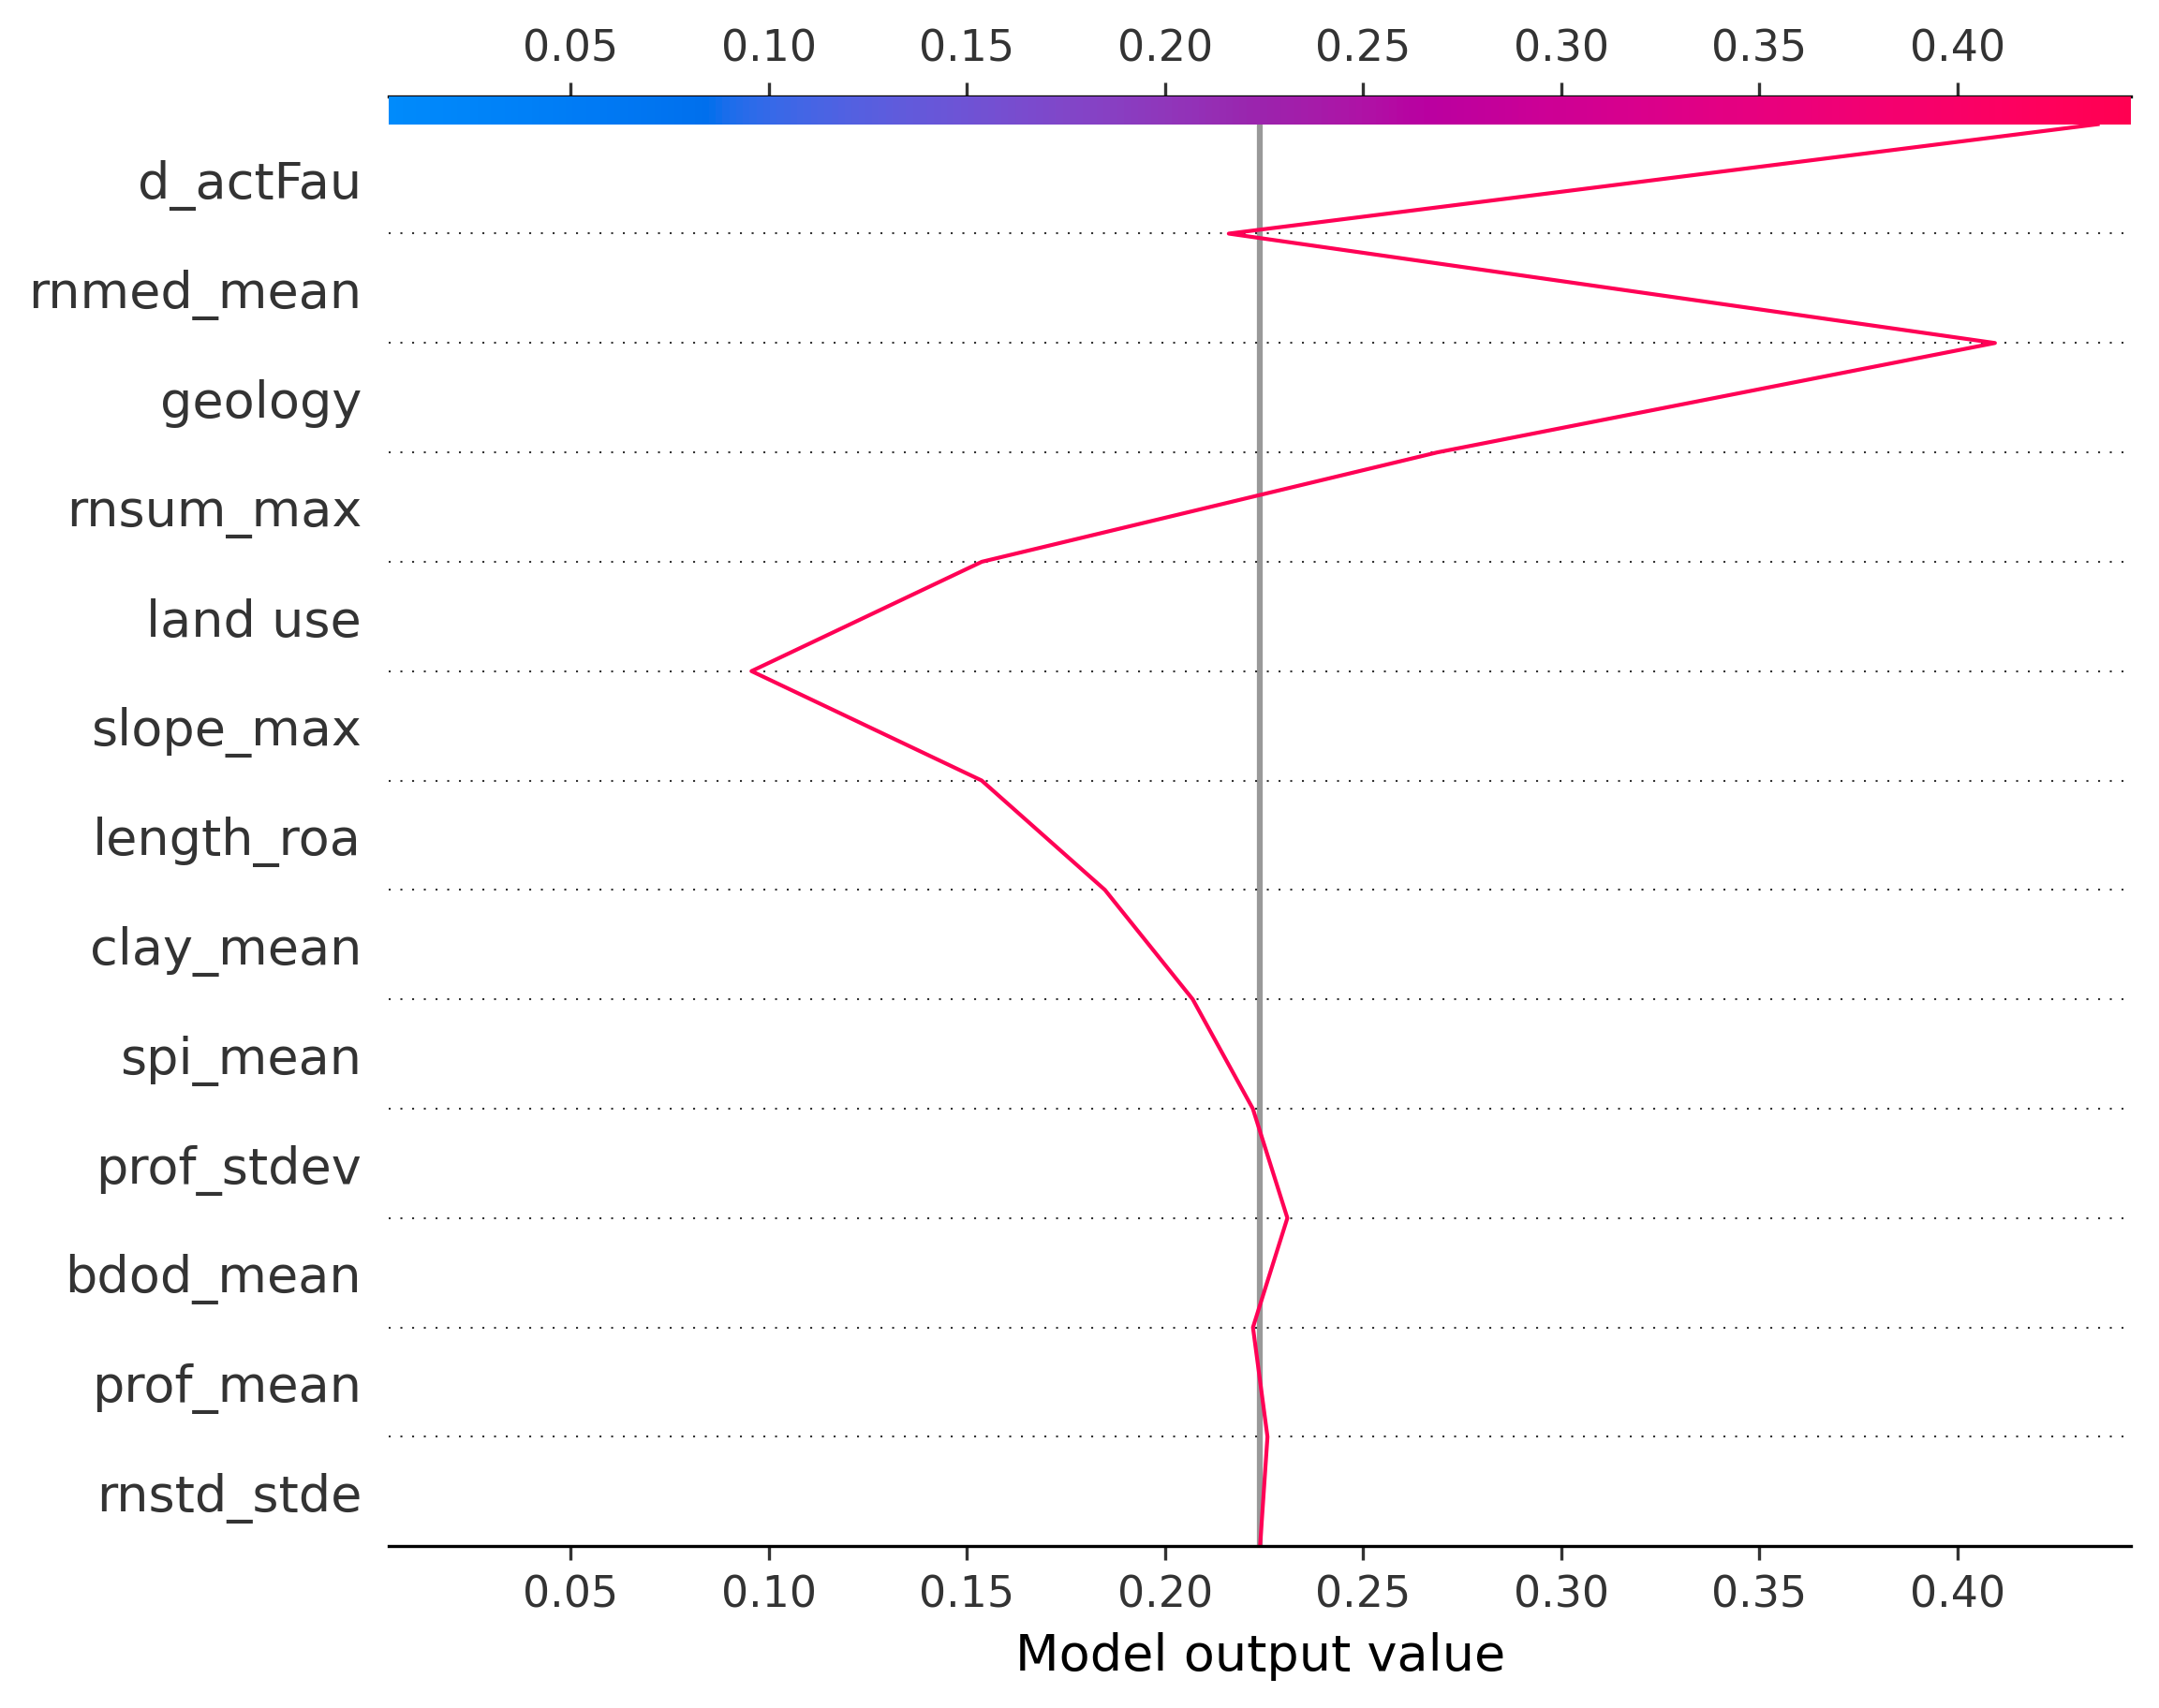 0.05 0.10 0.15 0.20 0.25 0.30 0.35 0.40
d_actFau
rnmed_mean
geology
rnsum_max
land use
slope_max
length_roa
clay_mean
spi_mean
prof_stdev
bdod_mean
prof_mean
rnstd_stde
0.05 0.10 0.15 0.20 0.25 0.30 0.35 0.40
Model output value